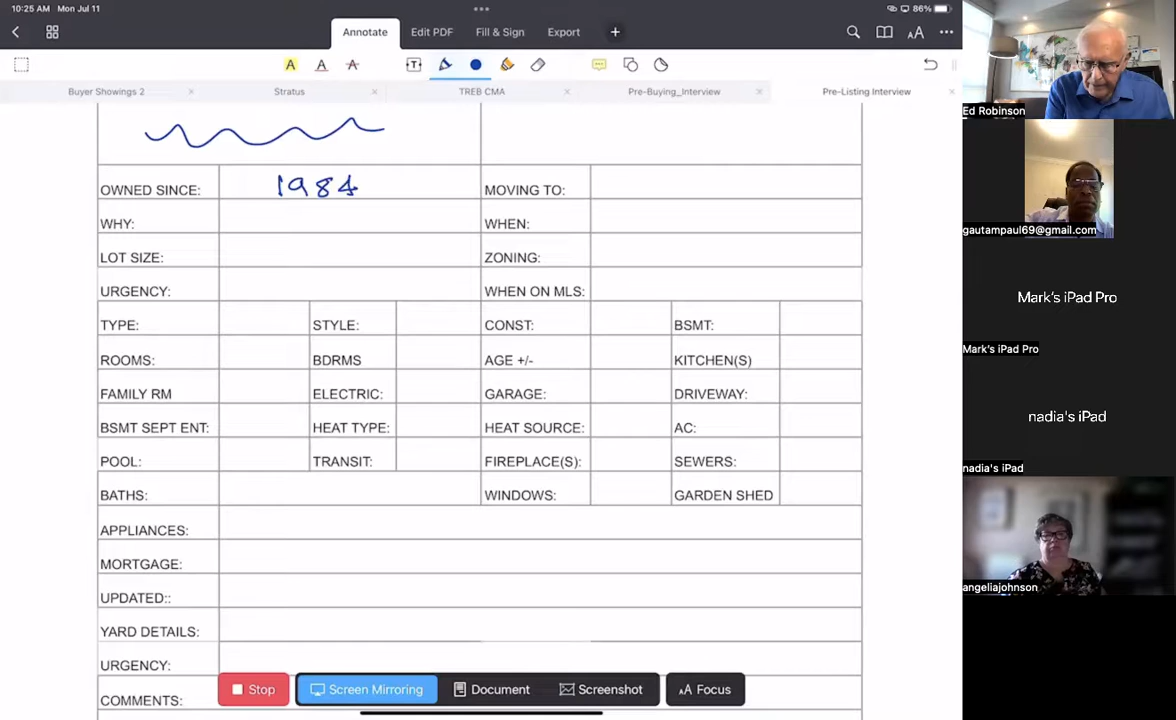 10:25 AM Mon Jul 11
86%
Annotate Edit PDF Fill & Sign Export +
A A A T AA
Buyer Showings 2 × Stratus × TREB CMA × Pre-Buying_Interview × Pre-Listing Interview ×
OWNED SINCE: 1984 MOVING TO:
WHY: WHEN:
LOT SIZE: ZONING:
URGENCY: WHEN ON MLS:
TYPE: STYLE: CONST: BSMT:
ROOMS: BDRMS AGE +/- KITCHEN(S)
FAMILY RM ELECTRIC: GARAGE: DRIVEWAY:
BSMT SEPT ENT: HEAT TYPE: HEAT SOURCE: AC:
POOL: TRANSIT: FIREPLACE(S): SEWERS:
BATHS: WINDOWS: GARDEN SHED
APPLIANCES:
MORTGAGE:
UPDATED::
YARD DETAILS:
URGENCY:
COMMENTS:
Stop Screen Mirroring Document Screenshot AA Focus
Ed Robinson
gautampaul69@gmail.com
Mark's iPad Pro
Mark's iPad Pro
nadia's iPad
nadia's iPad
angeliajohnson